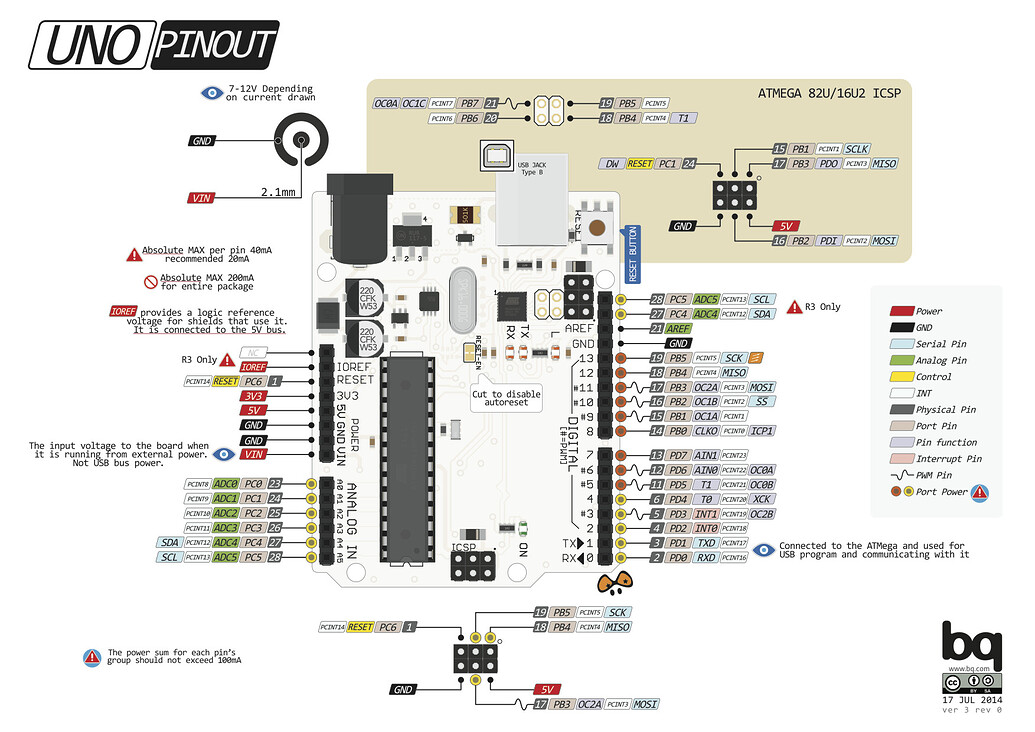 UNO PINOUT
7-12V Depending
on current drawn
GND
2.1mm
VIN
ATMEGA 82U/16U2 ICSP
OC0A OC1C PCINT7 PB7 21
19 PB5 PCINT5
PCINT6 PB6 20
18 PB4 PCINT4 T1
15 PB1 PCINT1 SCLK
DW RESET PC1 24
17 PB3 PDO PCINT3 MISO
GND
5V
16 PB2 PDI PCINT2 MOSI
USB JACK
Type B
RESET
RESET BUTTON
501K
4
1 2 3
Absolute MAX per pin 40mA
recommended 20mA
Absolute MAX 200mA
for entire package
IOREF provides a logic reference
voltage for shields that use it.
It is connected to the 5V bus.
220
CFK
W53
220
CFK
W53
1
RX
TX
L
RESET-EN
Cut to disable
autoreset
R3 Only
NC
IOREF
IOREF
PCINT14 RESET PC6 1
RESET
3V3
3V3
5V
5V
GND
GND
GND
VIN
VIN
POWER
The input voltage to the board when
it is running from external power.
Not USB bus power.
PCINT8 ADC0 PC0 23 A0
PCINT9 ADC1 PC1 24 A1
PCINT10 ADC2 PC2 25 A2
PCINT11 ADC3 PC3 26 A3
SDA PCINT12 ADC4 PC4 27 A4
SCL PCINT13 ADC5 PC5 28 A5
ANALOG IN
28 PC5 ADC5 PCINT13 SCL
27 PC4 ADC4 PCINT12 SDA
R3 Only
AREF 21 AREF
GND GND
13 19 PB5 PCINT5 SCK
12 18 PB4 PCINT4 MISO
#11 17 PB3 OC2A PCINT3 MOSI
#10 16 PB2 OC1B PCINT2 SS
#9 15 PB1 OC1A PCINT1
8 14 PB0 CLKO PCINT0 ICP1
7 13 PD7 AIN1 PCINT23
#6 12 PD6 AIN0 PCINT22 OC0A
#5 11 PD5 T1 PCINT21 OC0B
4 6 PD4 T0 PCINT20 XCK
#3 5 PD3 INT1 PCINT19 OC2B
2 4 PD2 INT0 PCINT18
TX 1 3 PD1 TXD PCINT17
RX 0 2 PD0 RXD PCINT16
DIGITAL
[#=PWM]
Connected to the ATMega and used for
USB program and communicating with it
ICSP
ON
Power
GND
Serial Pin
Analog Pin
Control
INT
Physical Pin
Port Pin
Pin function
Interrupt Pin
PWM Pin
Port Power
19 PB5 PCINT5 SCK
PCINT14 RESET PC6 1
18 PB4 PCINT4 MISO
GND
5V
17 PB3 OC2A PCINT3 MOSI
The power sum for each pin's
group should not exceed 100mA
bq
www.bq.com
cc
BY SA
17 JUL 2014
ver 3 rev 0